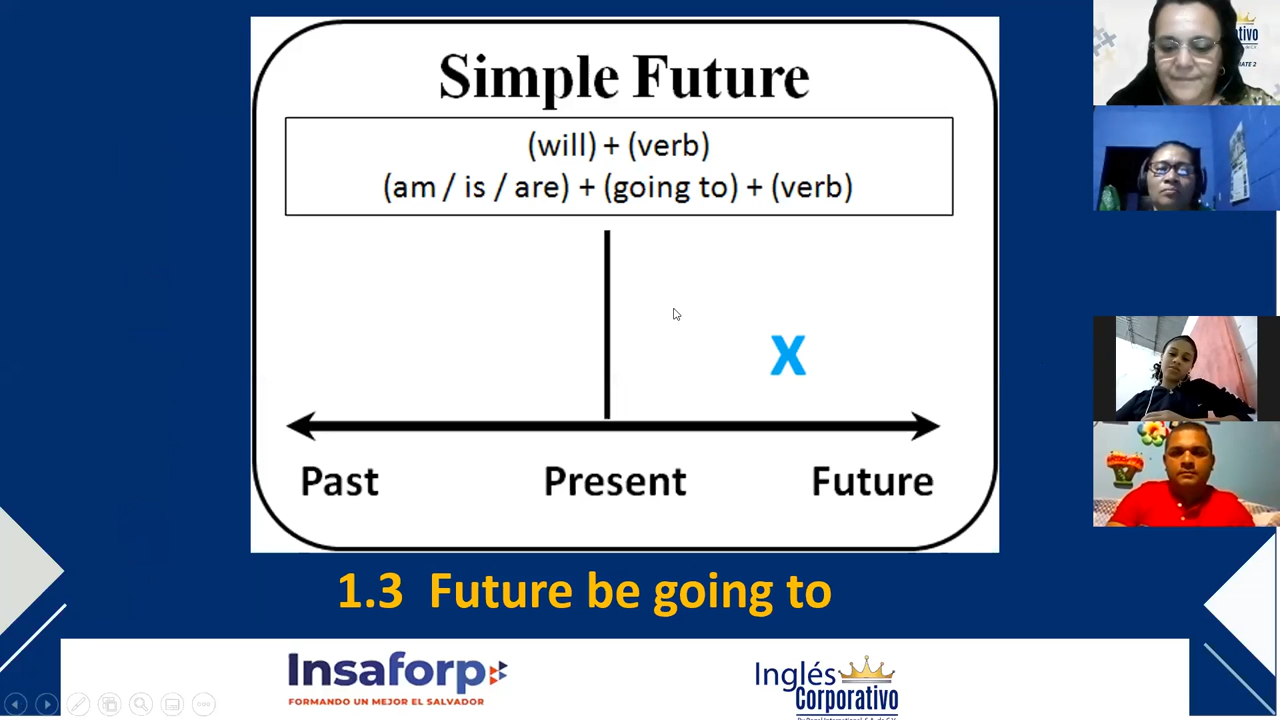 Simple Future
(will) + (verb)
(am / is / are) + (going to) + (verb)
X
Past Present Future
1.3 Future be going to
Insaforp
FORMANDO UN MEJOR EL SALVADOR
Inglés
Corporativo
ativo